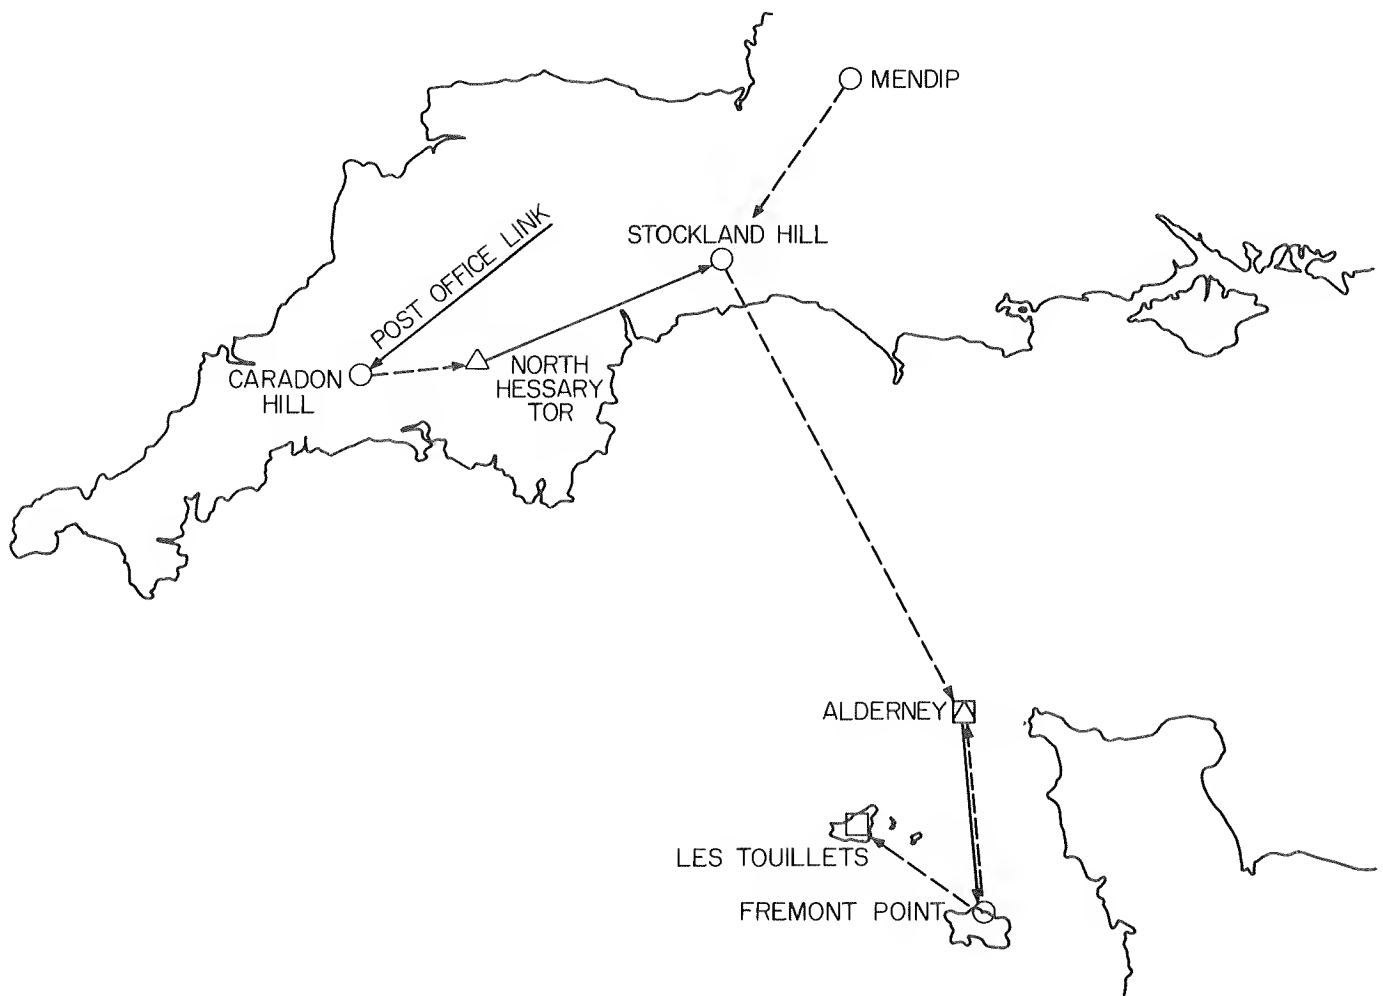 MENDIP
STOCKLAND HILL
POST OFFICE LINK
CARADON
HILL
NORTH
HESSARY
TOR
ALDERNEY
LES TOUILLETS
FREMONT POINT